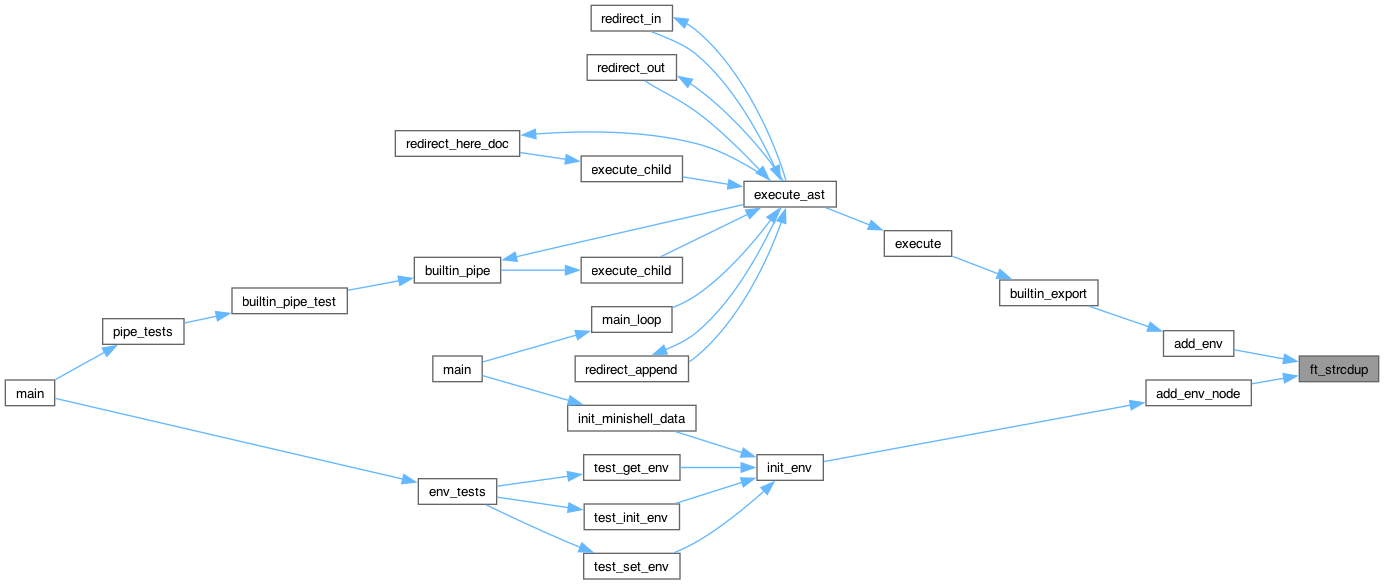 redirect_in
redirect_out
redirect_here_doc
execute_child
execute_ast
execute
builtin_pipe
execute_child
builtin_export
builtin_pipe_test
main_loop
pipe_tests
add_env
redirect_append
main
ft_strcdup
main
add_env_node
init_minishell_data
test_get_env
init_env
env_tests
test_init_env
test_set_env